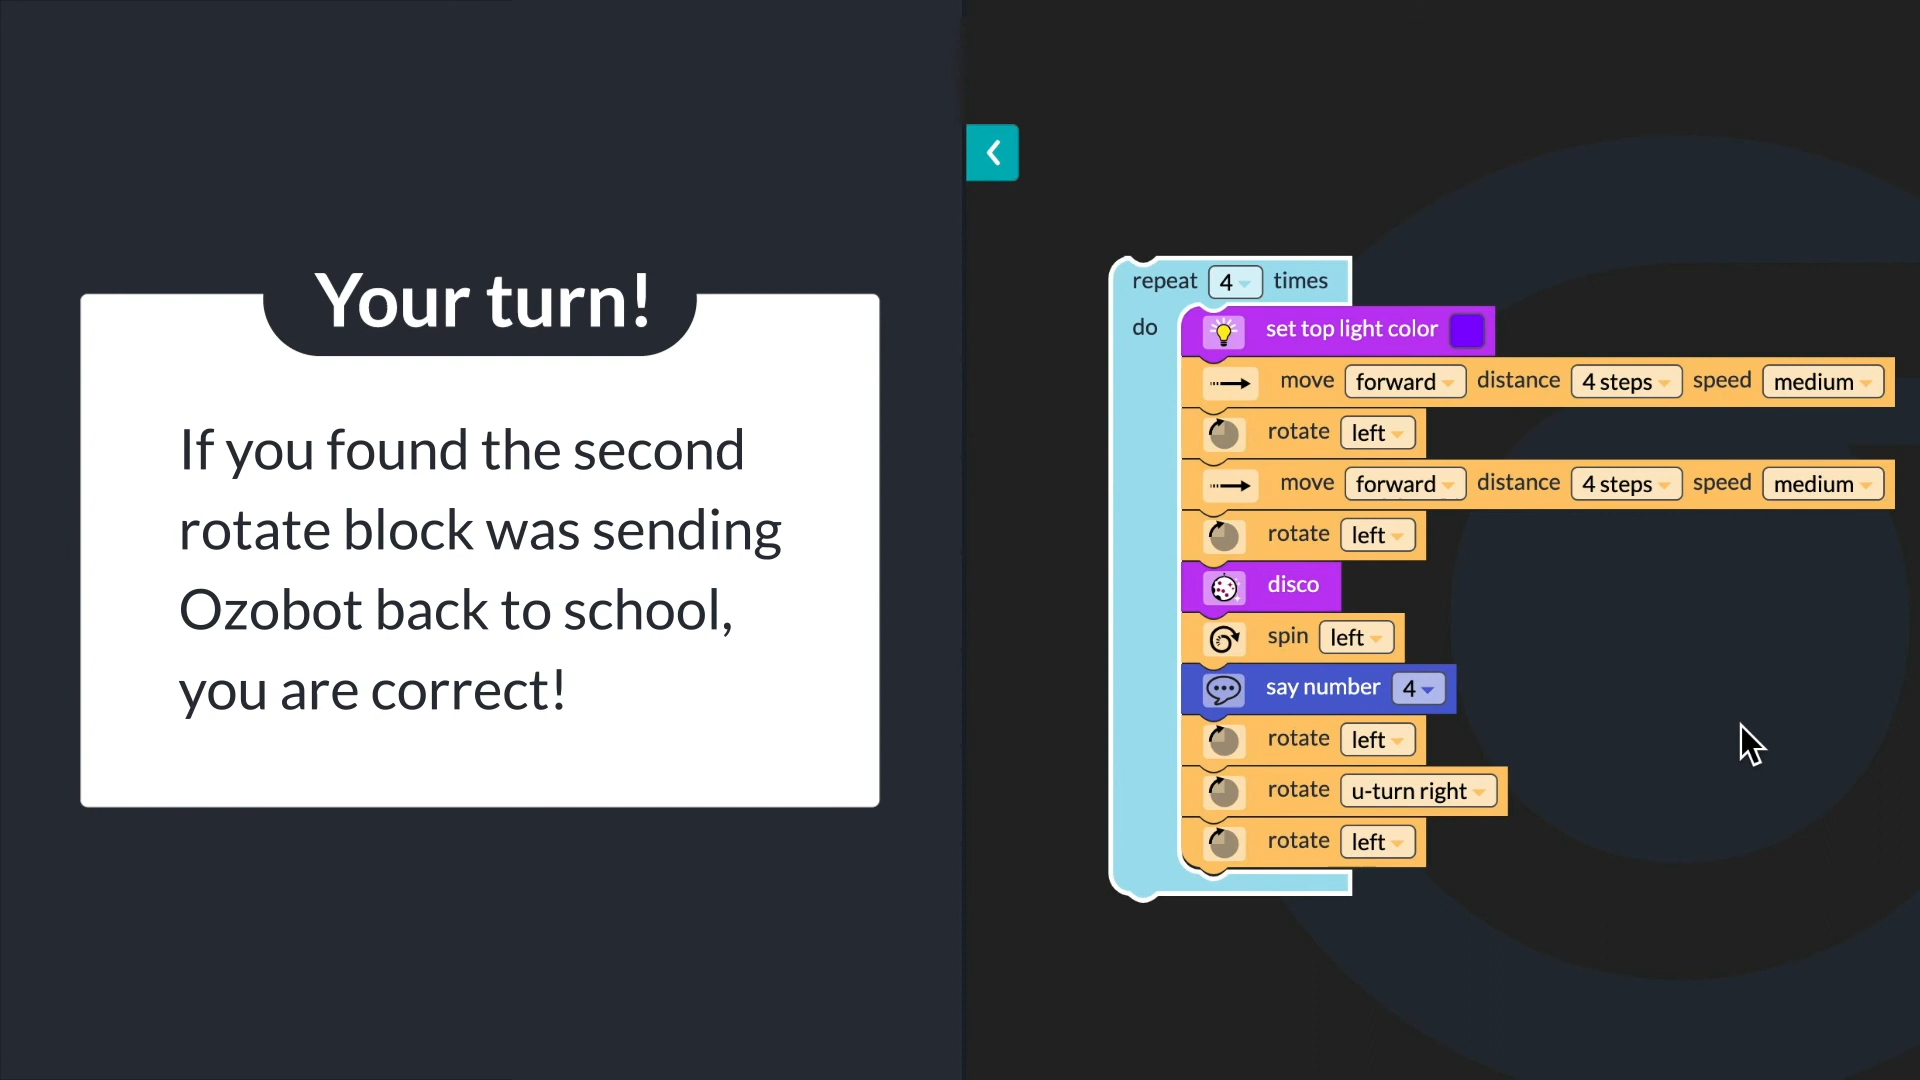 Your turn!
If you found the second
rotate block was sending
Ozobot back to school,
you are correct!
repeat 4 times
do
set top light color
move forward distance 4 steps speed medium
rotate left
move forward distance 4 steps speed medium
rotate left
disco
spin left
say number 4
rotate left
rotate u-turn right
rotate left